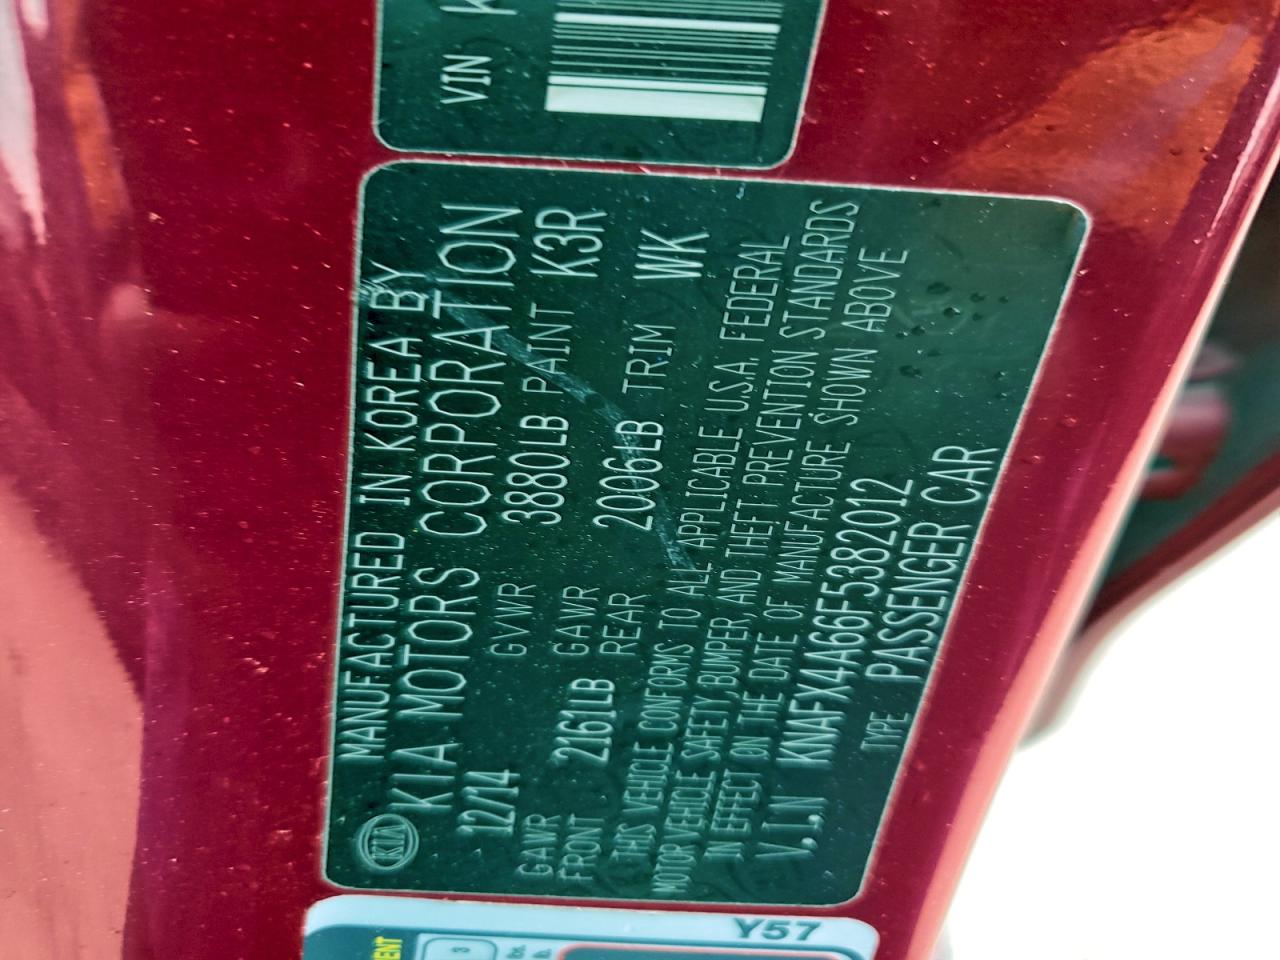 VIN
MANUFACTURED IN KOREA BY
KIA KIA MOTORS CORPORATION
12/14 GVWR 3880LB PAINT K3R
GAWR FRONT 2161LB GAWR REAR 2006LB TRIM WK
THIS VEHICLE CONFORMS TO ALL APPLICABLE U.S.A. FEDERAL
MOTOR VEHICLE SAFETY, BUMPER, AND THEFT PREVENTION STANDARDS
IN EFFECT ON THE DATE OF MANUFACTURE SHOWN ABOVE
V.I.N KNAFX4A66F5382012
TYPE PASSENGER CAR
Y57
3